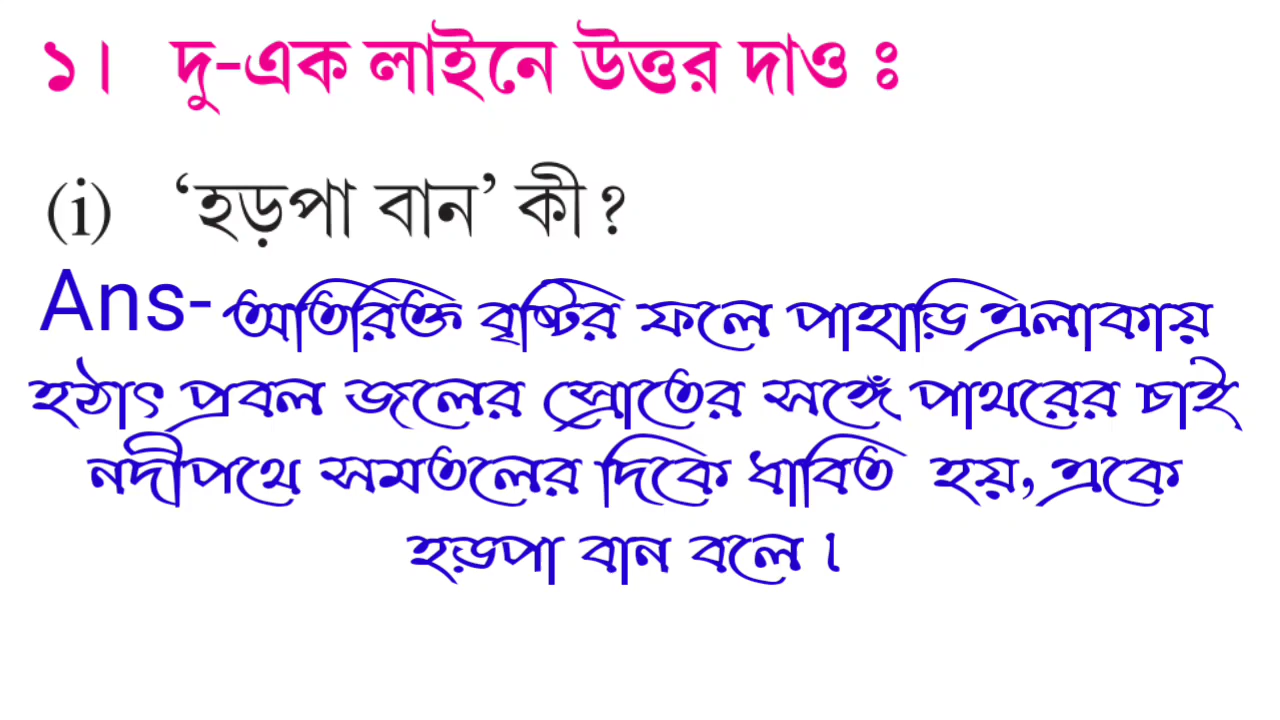 ১। দু-এক লাইনে উত্তর দাও ঃ
(i) ‘হড়পা বান’ কী?
Ans- অতিরিক্ত বৃষ্টির ফলে পাহাড়ি এলাকায়
হঠাৎ প্রবল জলের স্রোতের সঙ্গে পাথরের চাই
নদীপথে সমতলের দিকে ধাবিত হয়, একে
হড়পা বান বলে।